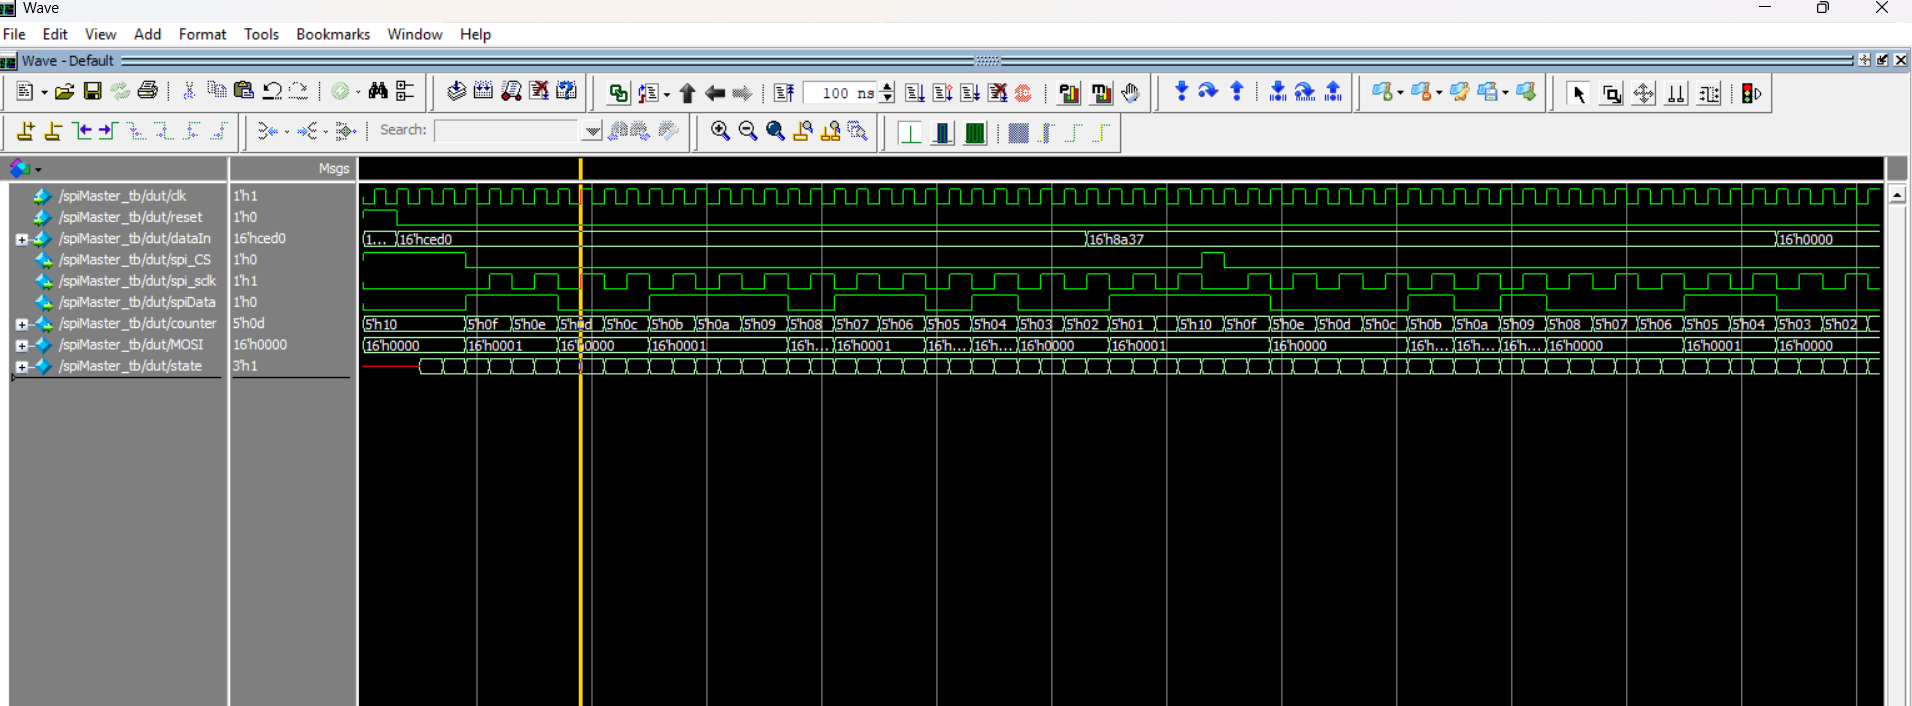 Wave
File Edit View Add Format Tools Bookmarks Window Help
Wave - Default
100 ns
Search:
Msgs
/spiMaster_tb/dut/clk 1'h1
/spiMaster_tb/dut/reset 1'h0
/spiMaster_tb/dut/dataIn 16'hced0 1... 16'hced0 16'h8a37 16'h0000
/spiMaster_tb/dut/spi_CS 1'h0
/spiMaster_tb/dut/spi_sclk 1'h1
/spiMaster_tb/dut/spiData 1'h0
/spiMaster_tb/dut/counter 5'h0d 5'h10 5'h0f 5'h0e 5'h0d 5'h0c 5'h0b 5'h0a 5'h09 5'h08 5'h07 5'h06 5'h05 5'h04 5'h03 5'h02 5'h01 5'h10 5'h0f 5'h0e 5'h0d 5'h0c 5'h0b 5'h0a 5'h09 5'h08 5'h07 5'h06 5'h05 5'h04 5'h03 5'h02
/spiMaster_tb/dut/MOSI 16'h0000 16'h0000 16'h0001 16'h0000 16'h0001 16'h... 16'h0001 16'h... 16'h... 16'h0000 16'h0001 16'h0000 16'h... 16'h... 16'h... 16'h0000 16'h0001 16'h0000
/spiMaster_tb/dut/state 3'h1